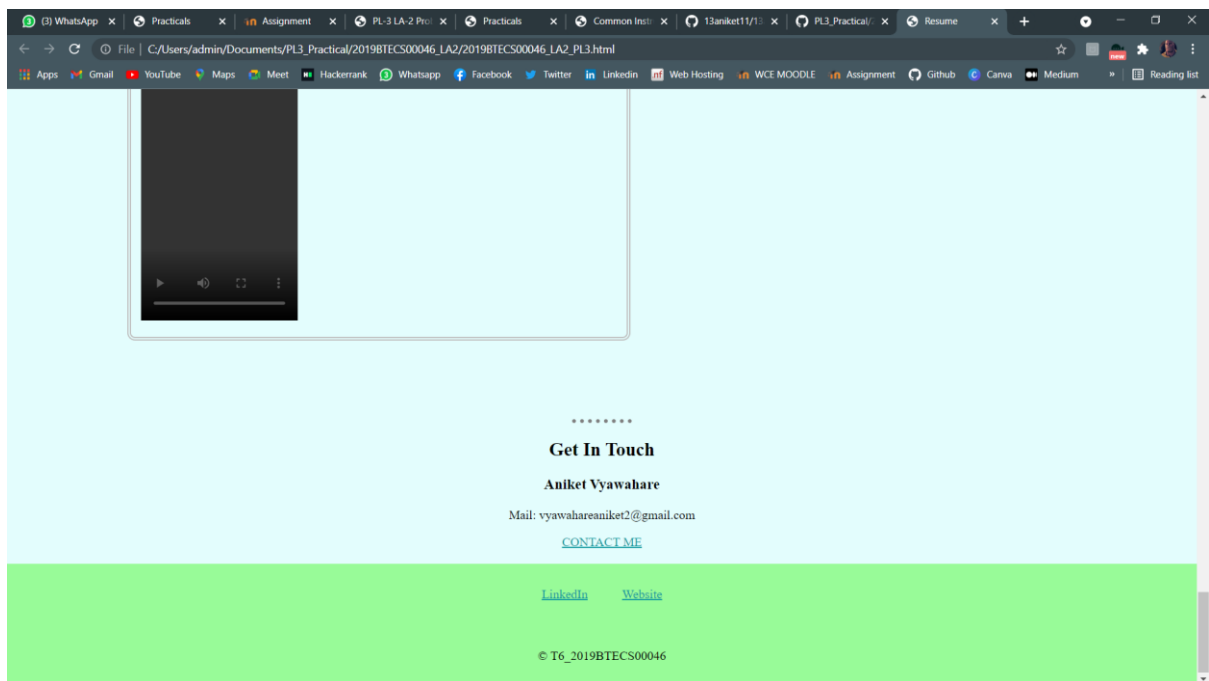 (3) WhatsApp
Practicals
Assignment
PL-3 LA-2 Pro
Practicals
Common Inst
13aniket11/13
PL3_Practical/2
Resume
File | C:/Users/admin/Documents/PL3_Practical/2019BTECS00046_LA2/2019BTECS00046_LA2_PL3.html
Apps Gmail YouTube Maps Meet Hackerrank Whatsapp Facebook Twitter Linkedin Web Hosting WCE MOODLE Assignment Github Canva Medium » Reading list
Get In Touch
Aniket Vyawahare
Mail: vyawahareaniket2@gmail.com
CONTACT ME
LinkedIn Website
© T6_2019BTECS00046